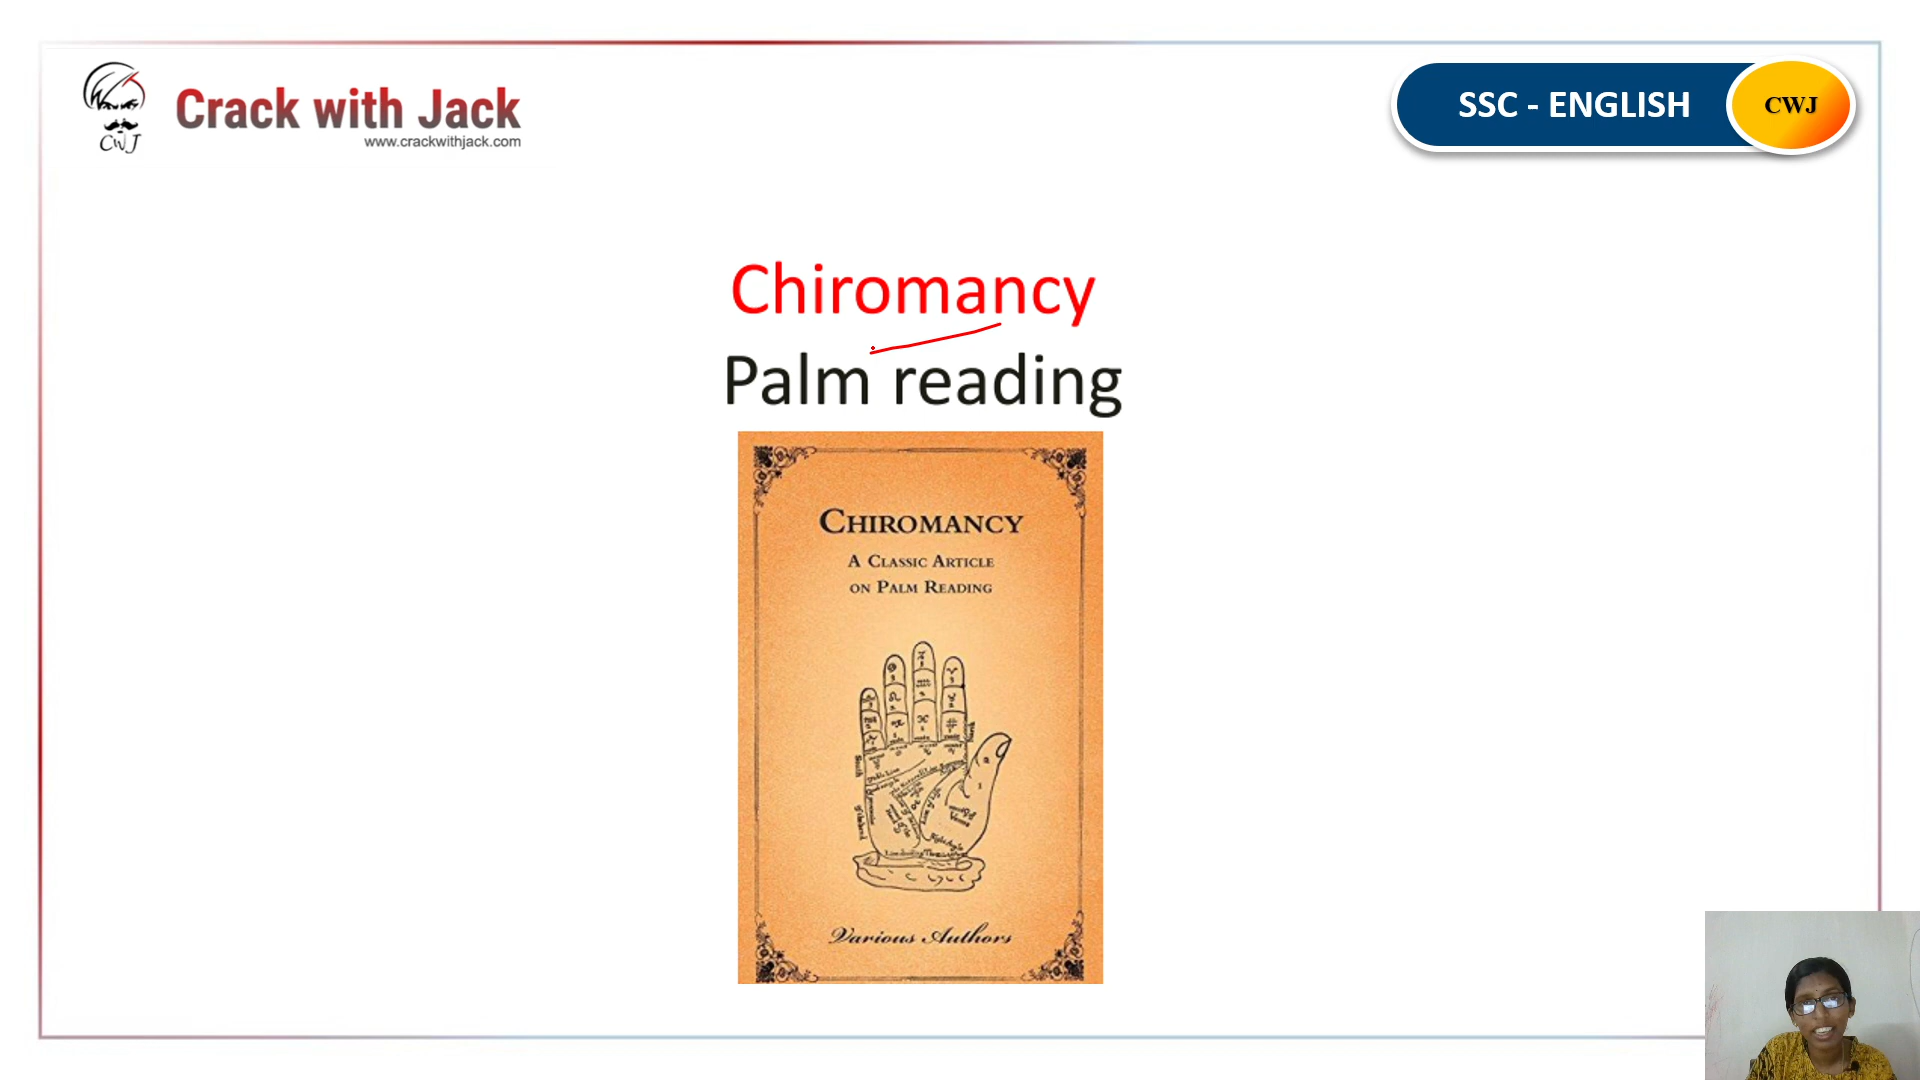 Crack with Jack
www.crackwithjack.com
CWJ
SSC - ENGLISH
CWJ
Chiromancy
Palm reading
CHIROMANCY
A CLASSIC ARTICLE
ON PALM READING
Various Authors